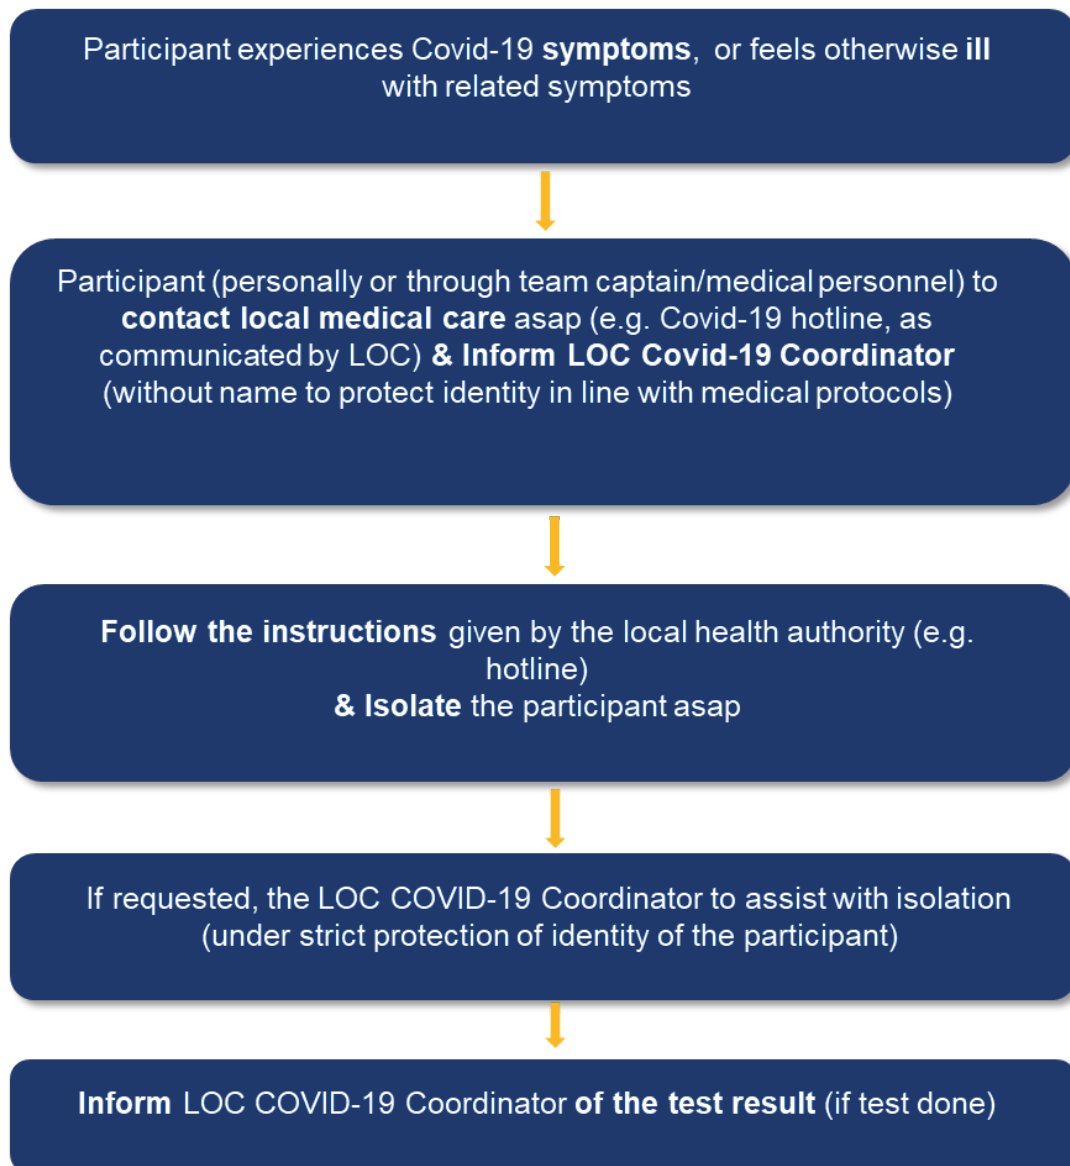 Participant experiences Covid-19 symptoms, or feels otherwise ill
with related symptoms
Participant (personally or through team captain/medical personnel) to
contact local medical care asap (e.g. Covid-19 hotline, as
communicated by LOC) & Inform LOC Covid-19 Coordinator
(without name to protect identity in line with medical protocols)
Follow the instructions given by the local health authority (e.g.
hotline)
& Isolate the participant asap
If requested, the LOC COVID-19 Coordinator to assist with isolation
(under strict protection of identity of the participant)
Inform LOC COVID-19 Coordinator of the test result (if test done)